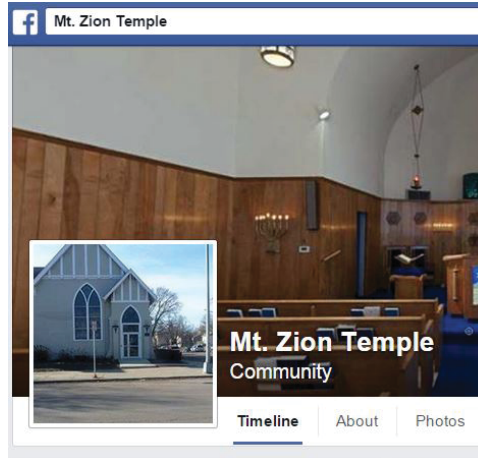 f Mt. Zion Temple
Mt. Zion Temple
Community
Timeline About Photos